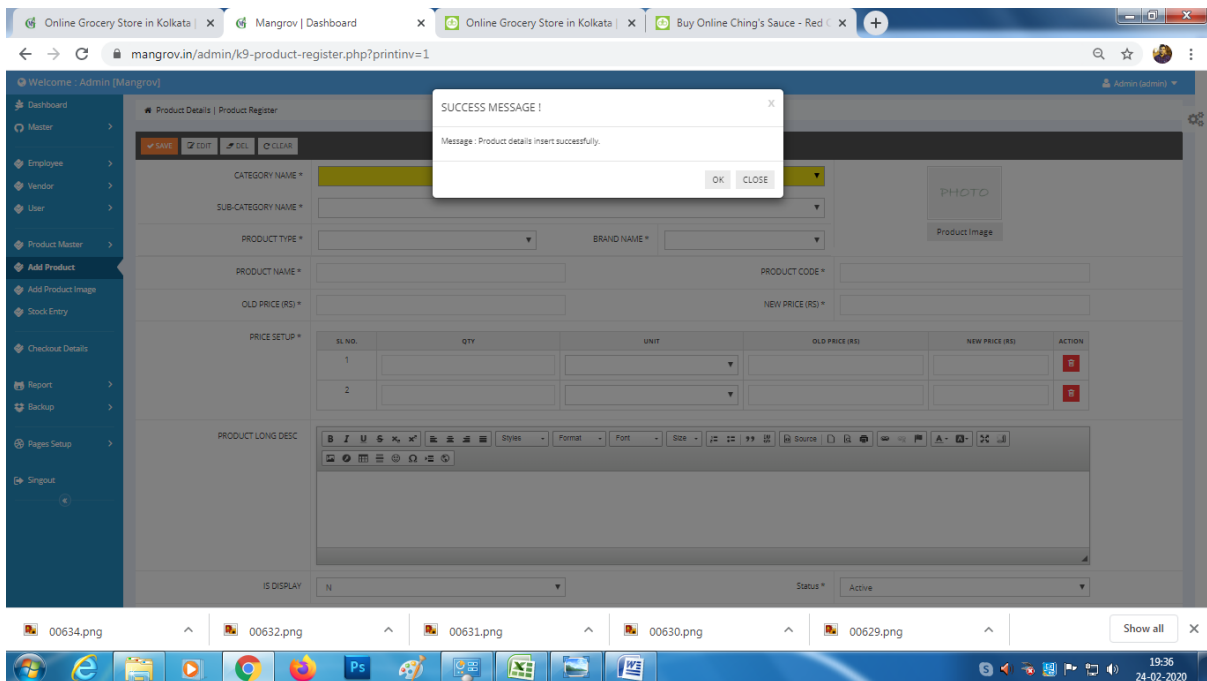 Online Grocery Store in Kolkata |
Mangrov | Dashboard
Online Grocery Store in Kolkata |
Buy Online Ching's Sauce - Red C
mangrov.in/admin/k9-product-register.php?printinv=1
Welcome : Admin [Mangrov]
Admin (admin)
Dashboard
Master
Employee
Vendor
User
Product Master
Add Product
Add Product Image
Stock Entry
Checkout Details
Report
Backup
Pages Setup
Singout
Product Details | Product Register
SUCCESS MESSAGE !
X
Message : Product details insert successfully.
OK CLOSE
SAVE EDIT DEL CLEAR
CATEGORY NAME *
SUB-CATEGORY NAME *
PHOTO
Product Image
PRODUCT TYPE *
BRAND NAME *
PRODUCT NAME *
PRODUCT CODE *
OLD PRICE (RS) *
NEW PRICE (RS) *
PRICE SETUP *
SL NO. QTY UNIT OLD PRICE (RS) NEW PRICE (RS) ACTION
1
2
PRODUCT LONG DESC
B I U S x₂ x² Styles Format Font Size Source A A
Ω
IS DISPLAY N
Status * Active
00634.png
00632.png
00631.png
00630.png
00629.png
Show all
Ps
S
19:36
24-02-2020